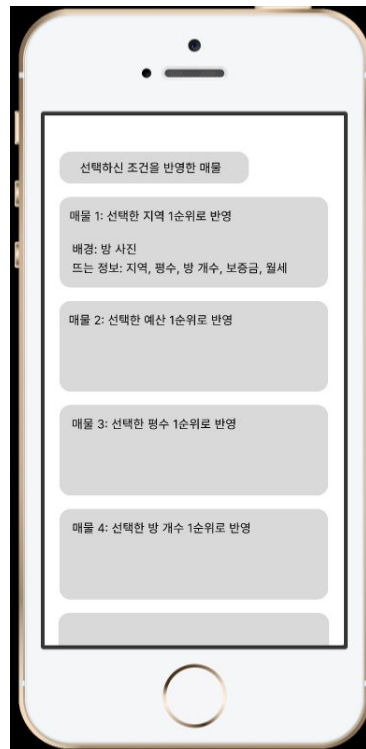 선택하신 조건을 반영한 매물
매물 1: 선택한 지역 1순위로 반영
배경: 방 사진
뜨는 정보: 지역, 평수, 방 개수, 보증금, 월세
매물 2: 선택한 예산 1순위로 반영
매물 3: 선택한 평수 1순위로 반영
매물 4: 선택한 방 개수 1순위로 반영